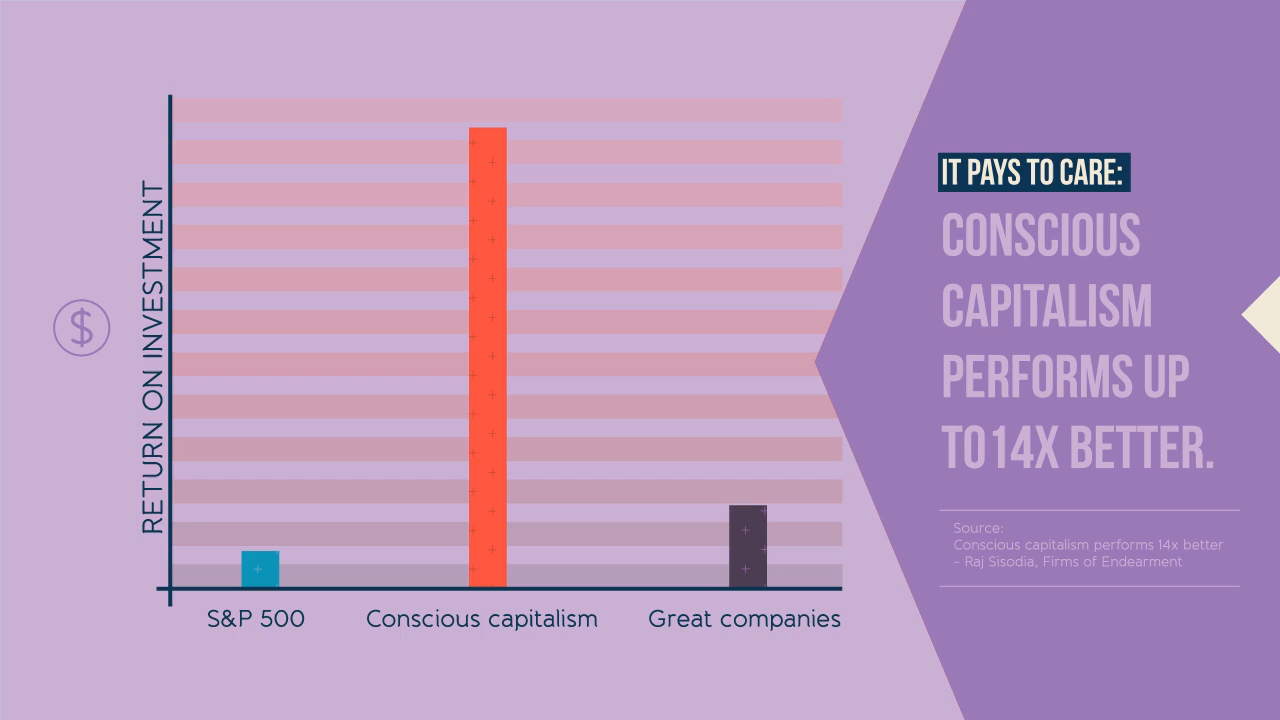 $
RETURN ON INVESTMENT
S&P 500
Conscious capitalism
Great companies
IT PAYS TO CARE:
CONSCIOUS
CAPITALISM
PERFORMS UP
TO14X BETTER.
Source:
Conscious capitalism performs 14x better
– Raj Sisodia, Firms of Endearment